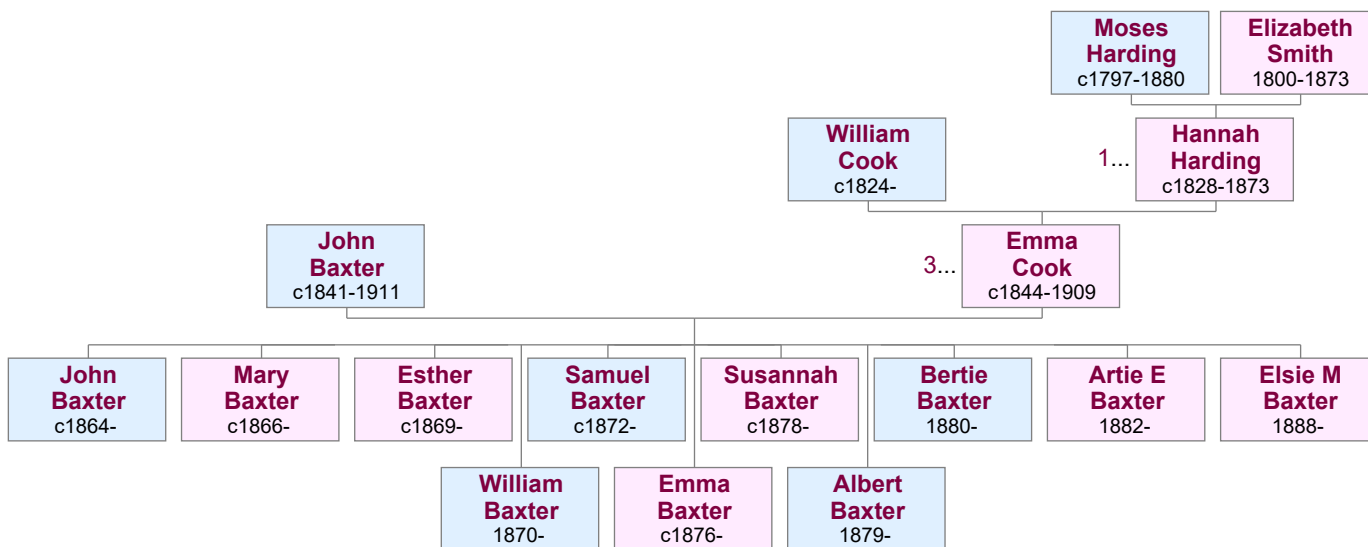 Moses
Harding
c1797-1880
Elizabeth
Smith
1800-1873
William
Cook
c1824-
1...
Hannah
Harding
c1828-1873
John
Baxter
c1841-1911
3...
Emma
Cook
c1844-1909
John
Baxter
c1864-
Mary
Baxter
c1866-
Esther
Baxter
c1869-
Samuel
Baxter
c1872-
Susannah
Baxter
c1878-
Bertie
Baxter
1880-
Artie E
Baxter
1882-
Elsie M
Baxter
1888-
William
Baxter
1870-
Emma
Baxter
c1876-
Albert
Baxter
1879-